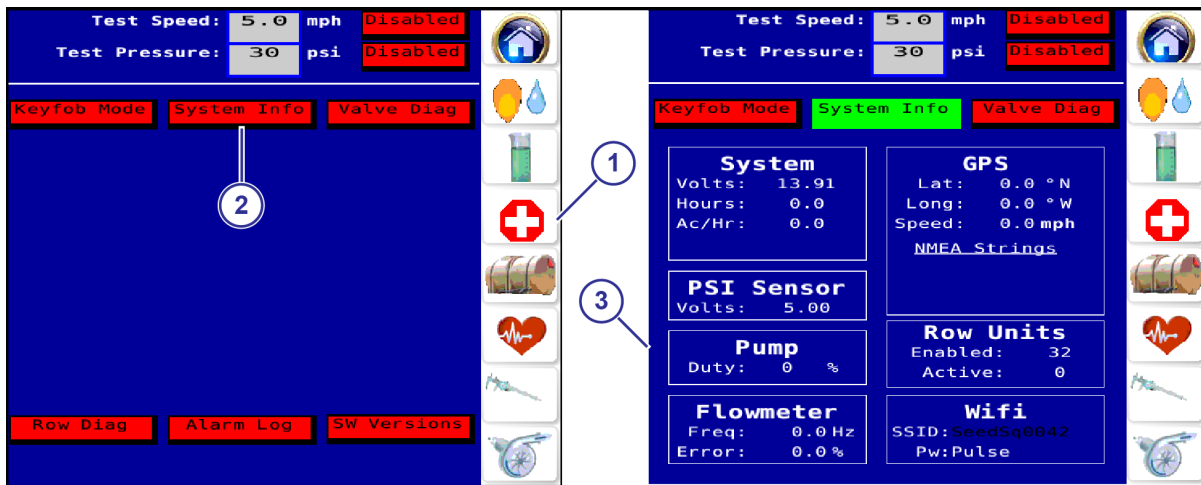 Test Speed: 5.0 mph Disabled
Test Pressure: 30 psi Disabled
Keyfob Mode System Info Valve Diag
2
Row Diag Alarm Log SW Versions
1
3
Test Speed: 5.0 mph Disabled
Test Pressure: 30 psi Disabled
Keyfob Mode System Info Valve Diag
System
Volts: 13.91
Hours: 0.0
Ac/Hr: 0.0
PSI Sensor
Volts: 5.00
Pump
Duty: 0 %
Flowmeter
Freq: 0.0 Hz
Error: 0.0 %
GPS
Lat: 0.0 °N
Long: 0.0 °W
Speed: 0.0 mph
NMEA Strings
Row Units
Enabled: 32
Active: 0
Wifi
SSID:SeedSq0042
Pw:Pulse